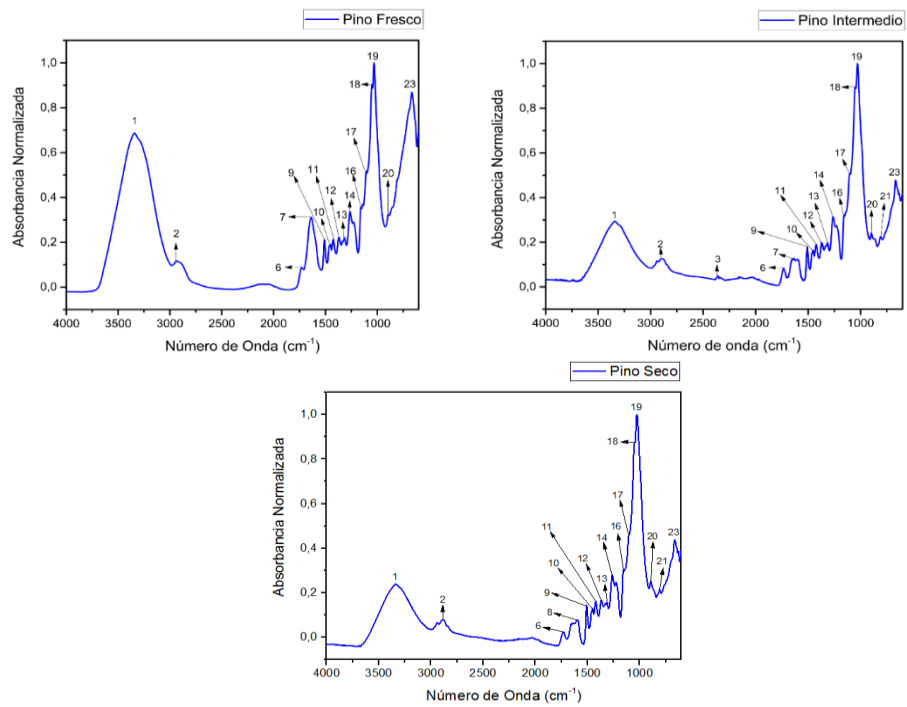 Pino Fresco
Absorbancia Normalizada
1,0
0,8
0,6
0,4
0,2
0,0
4000 3500 3000 2500 2000 1500 1000
Número de Onda (cm-1)
1 2 6 7 9 10 11 12 13 14 16 17 18 19 20 23
Pino Intermedio
Absorbancia Normalizada
1,0
0,8
0,6
0,4
0,2
0,0
4000 3500 3000 2500 2000 1500 1000
Número de onda (cm-1)
1 2 3 6 7 9 10 11 12 13 14 16 17 18 19 20 21 23
Pino Seco
Absorbancia Normalizada
1,0
0,8
0,6
0,4
0,2
0,0
4000 3500 3000 2500 2000 1500 1000
Número de Onda (cm-1)
1 2 6 8 9 10 11 12 13 14 16 17 18 19 20 21 23